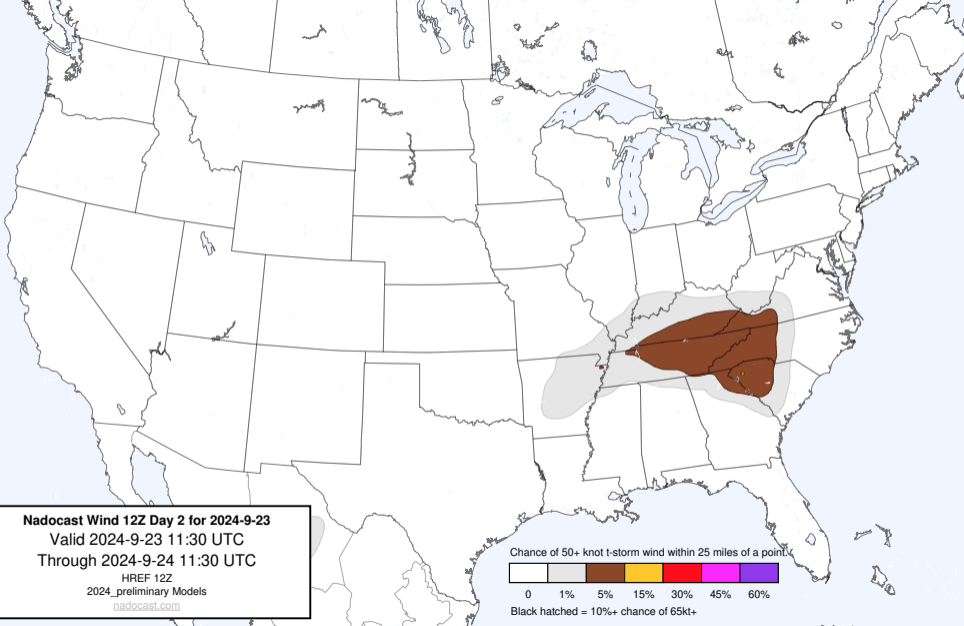 Nadocast Wind 12Z Day 2 for 2024-9-23
Valid 2024-9-23 11:30 UTC
Through 2024-9-24 11:30 UTC
HREF 12Z
2024_preliminary Models
nadocast.com
Chance of 50+ knot t-storm wind within 25 miles of a point.
0 1% 5% 15% 30% 45% 60%
Black hatched = 10%+ chance of 65kt+